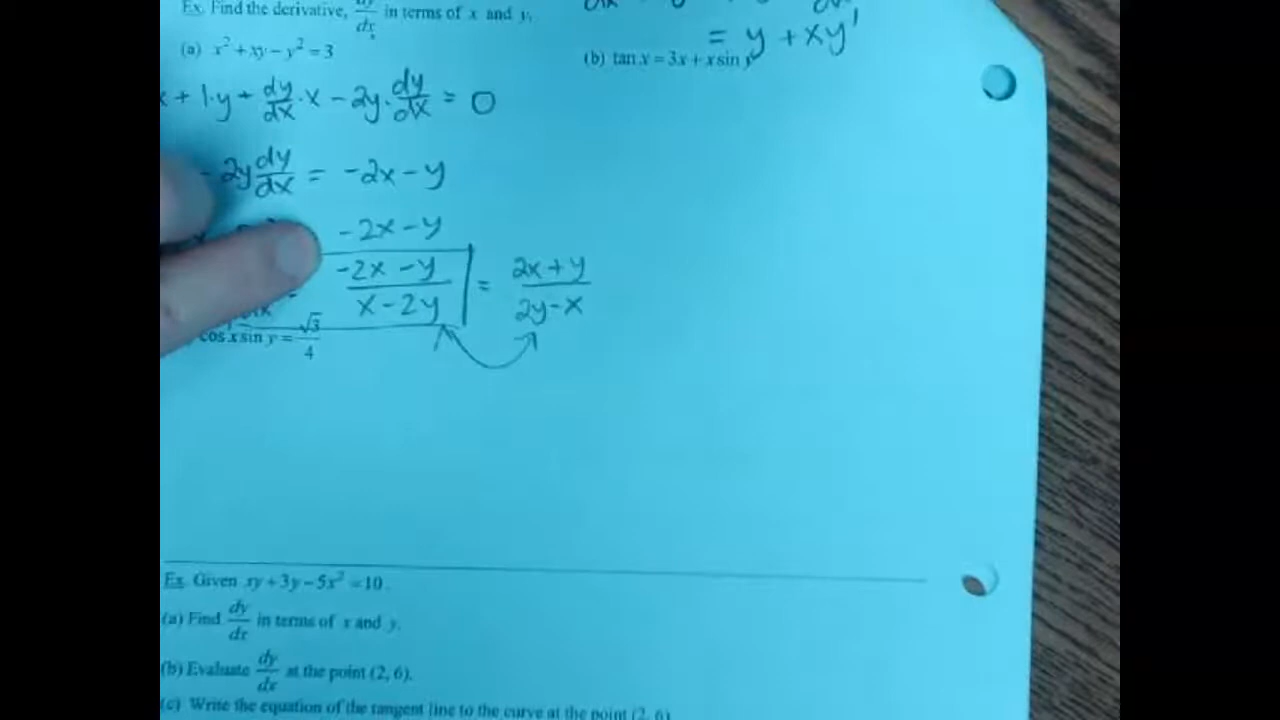 Ex. Find the derivative, dy/dx in terms of x and y.
= y + xy'
(a) x² + xy − y² = 3
(b) tan x = 3x + x sin y
+ 1·y + dy/dx · x − 2y · dy/dx = 0
- 2y dy/dx = -2x - y
-2x - y
-2x - y / x - 2y = 2x + y / 2y - x
cos x sin y = √3/4
Ex. Given xy + 3y − 5x² = 10.
(a) Find dy/dx in terms of x and y.
(b) Evaluate dy/dx at the point (2, 6).
(c) Write the equation of the tangent line to the curve at the point (2, 6)